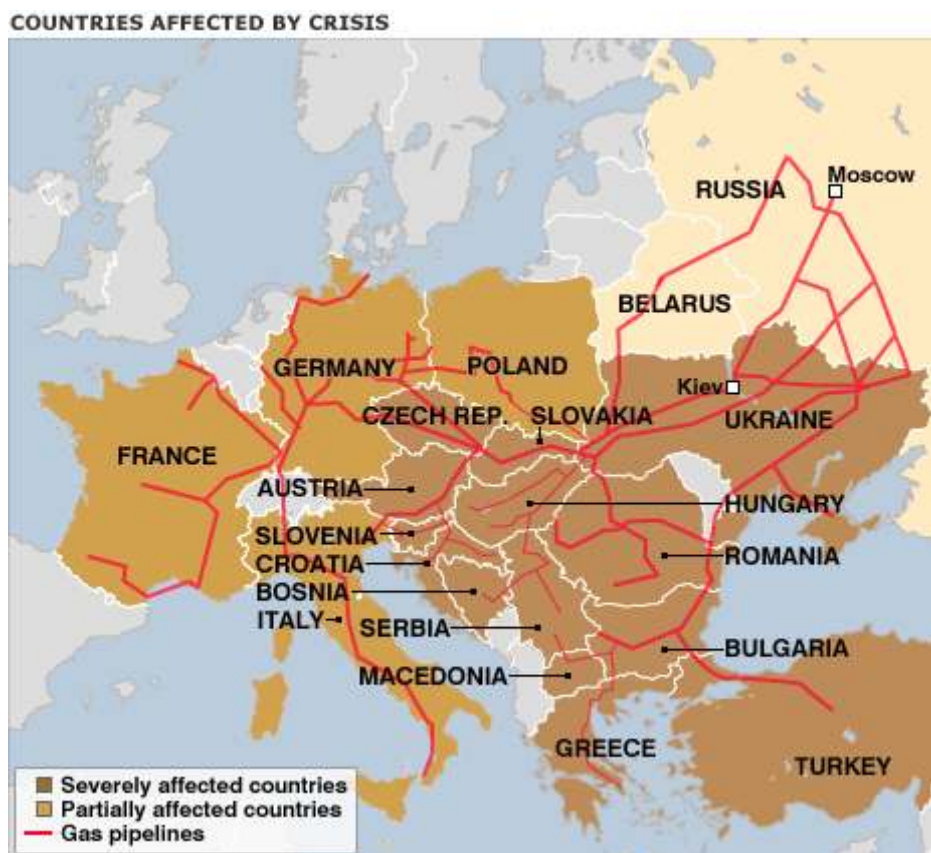 COUNTRIES AFFECTED BY CRISIS
Moscow
RUSSIA
BELARUS
GERMANY
POLAND
Kiev
CZECH REP.
SLOVAKIA
UKRAINE
FRANCE
AUSTRIA
HUNGARY
SLOVENIA
ROMANIA
CROATIA
BOSNIA
ITALY
SERBIA
BULGARIA
MACEDONIA
GREECE
TURKEY
Severely affected countries
Partially affected countries
Gas pipelines